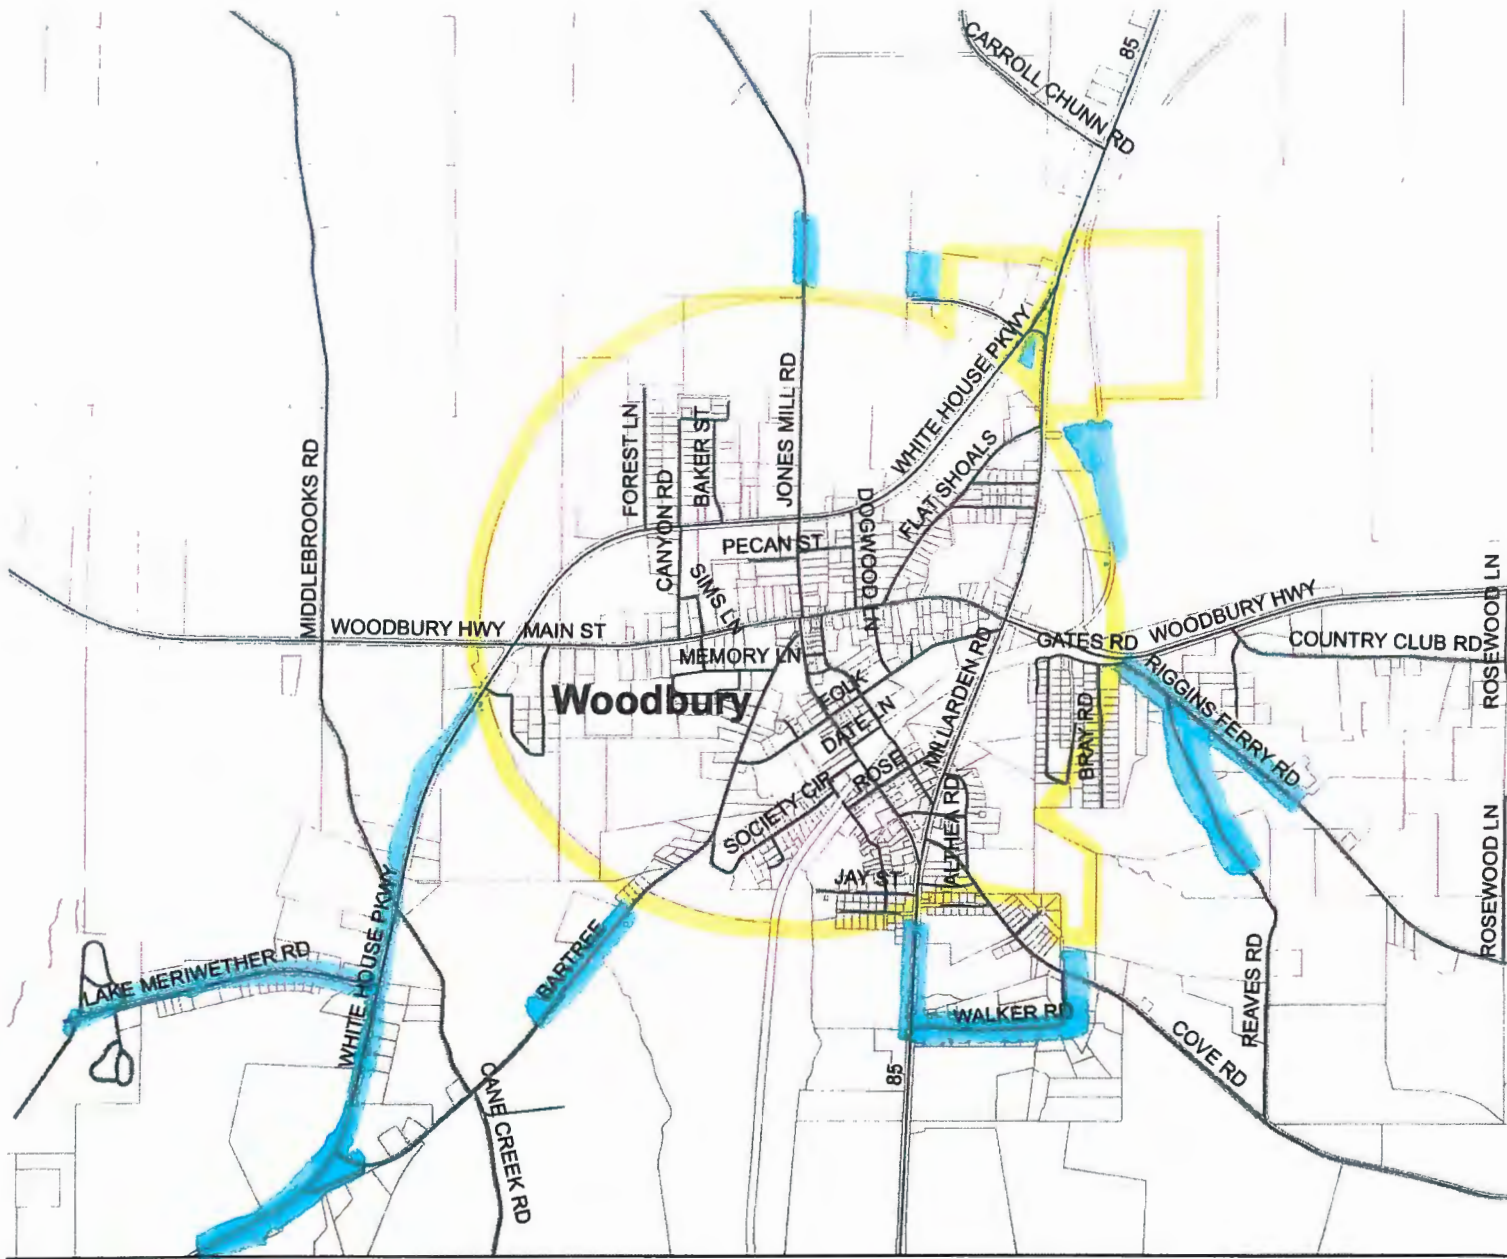 CARROLL CHUNN RD
85
WHITE HOUSE PKWY
JONES MILL RD
FOREST LN
CANYON RD
BAKER ST
MIDDLEBROOKS RD
DOGWOOD LN
FLAT SHOALS
PECAN ST
SIMS LN
WOODBURY HWY
MAIN ST
MEMORY LN
GATES RD
WOODBURY HWY
COUNTRY CLUB RD
ROSEWOOD LN
Woodbury
FOLK
DATE N
ROSE
MILLARDEN RD
BRAY RD
RIGGINS FERRY RD
SOCIETY CIR
ALTHEA RD
JAY ST
ROSEWOOD LN
WHITE HOUSE PKWY
BARTREE
LAKE MERIWETHER RD
WALKER RD
REAVES RD
COVE RD
85
CANE CREEK RD